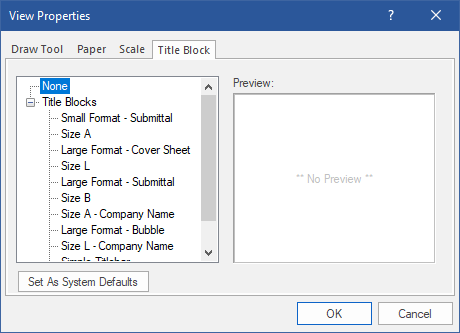 View Properties
Draw Tool Paper Scale Title Block
None
Title Blocks
Small Format - Submittal
Size A
Large Format - Cover Sheet
Size L
Large Format - Submittal
Size B
Size A - Company Name
Large Format - Bubble
Size L - Company Name
Simple Titlebar
Preview:
** No Preview **
Set As System Defaults
OK Cancel